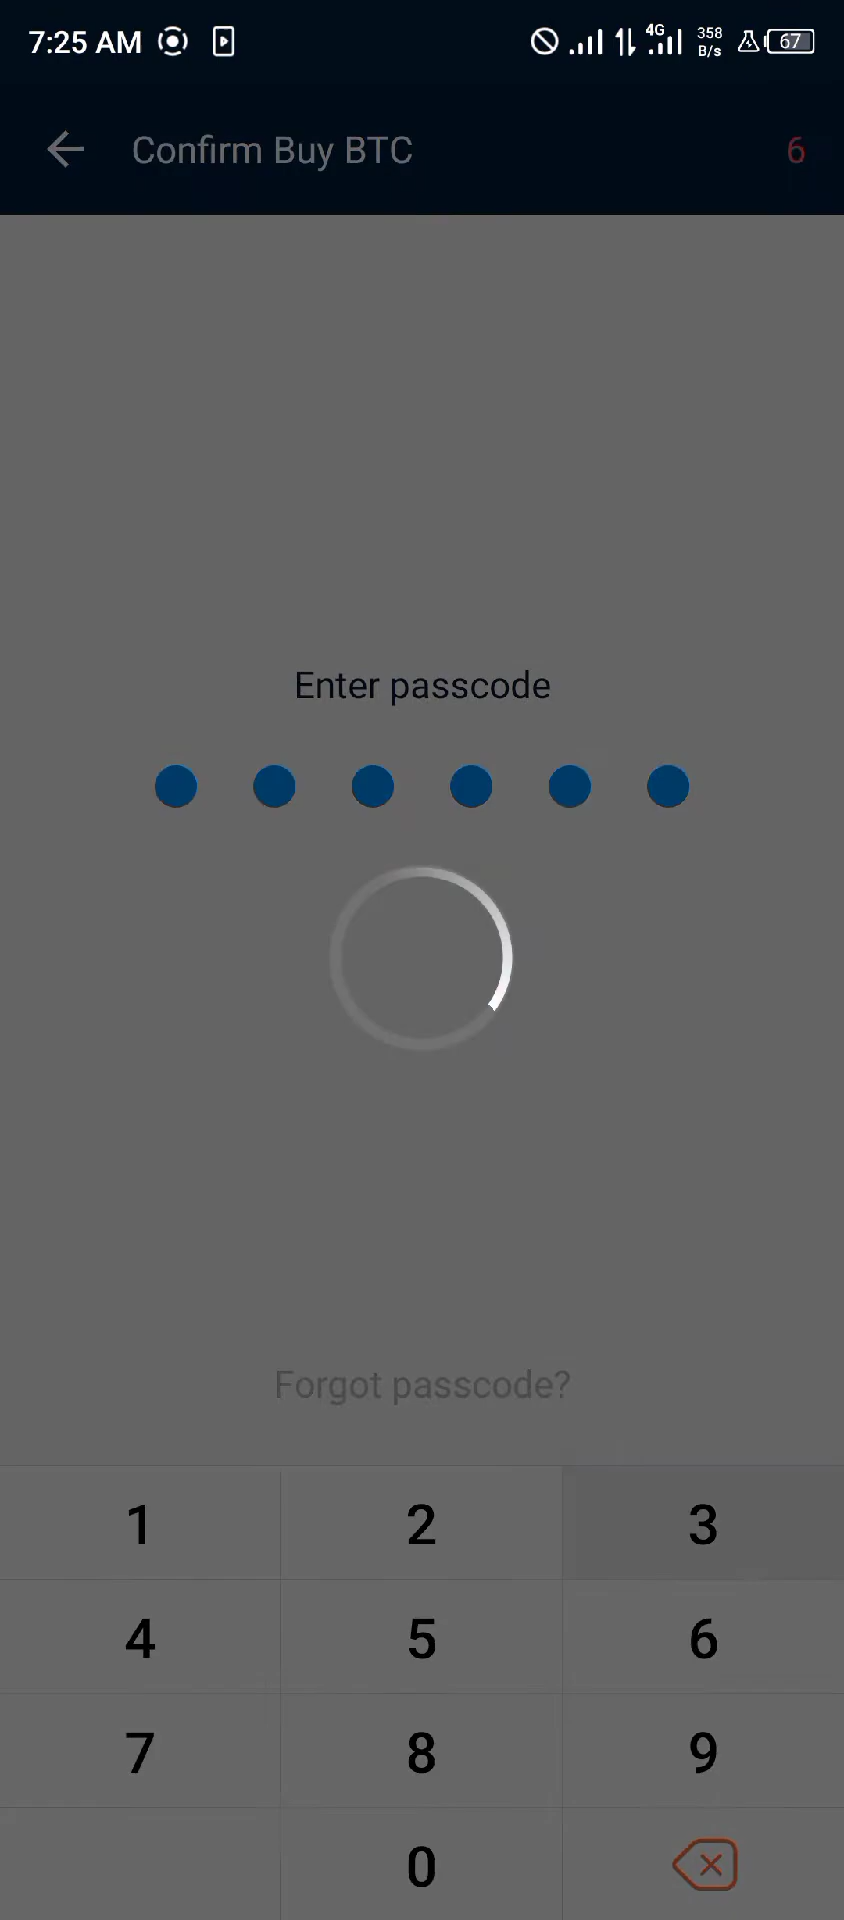 7:25 AM 4G 358 B/s 67
Confirm Buy BTC 6
Enter passcode
Forgot passcode?
1 2 3
4 5 6
7 8 9
0